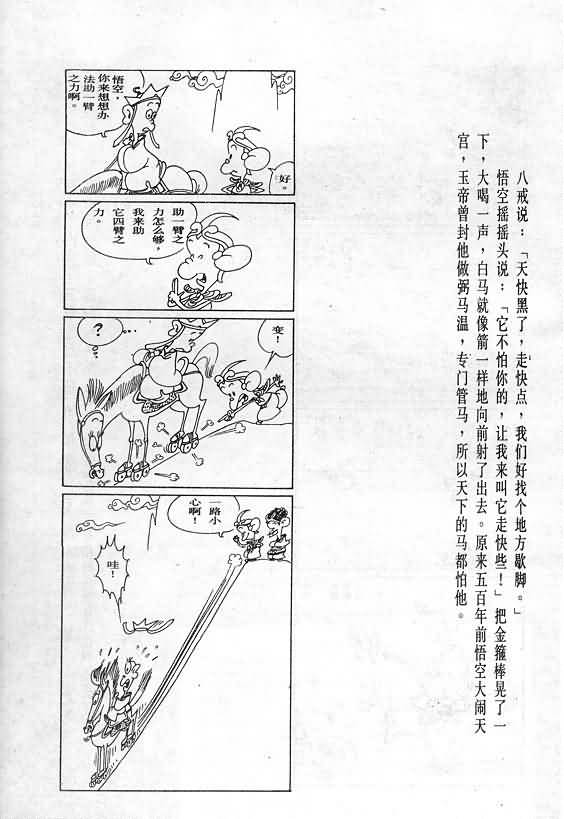 八戒说：「天快黑了，走快点，我们好找个地方歇脚。」
悟空摇摇头说：「它不怕你的，让我来叫它走快些！」把金箍棒晃了一
下，大喝一声，白马就像箭一样地向前射了出去。原来五百年前悟空大闹天
宫，玉帝曾封他做弼马温，专门管马，所以天下的马都怕他。
悟空，
你来想想办
法助一臂
之力啊。
好。
助一臂之
力怎么够，
我来助
它四臂之
力。
变！
？
一路小
心啊！
哇！